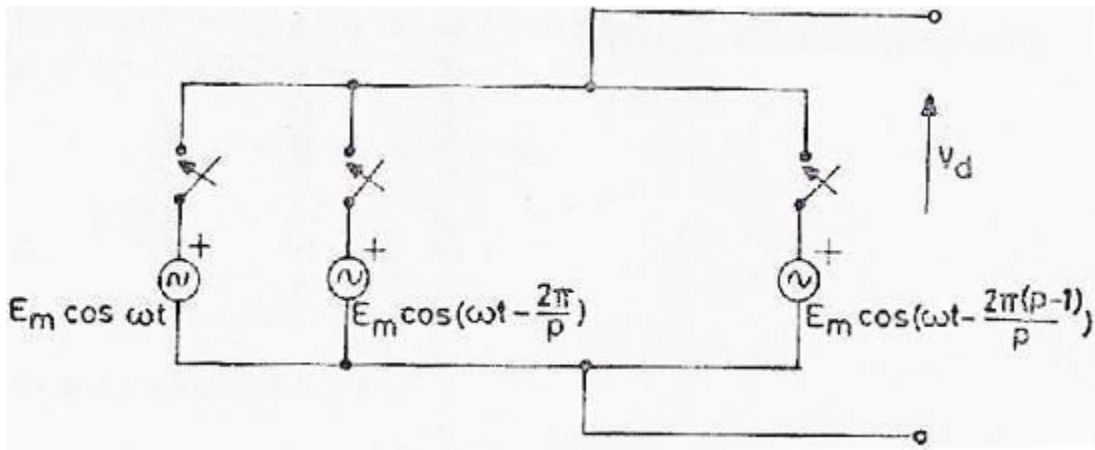 + + +
v_d
E_m cos ωt E_m cos(ωt - 2π/p) E_m cos(ωt - 2π(p-1)/p)